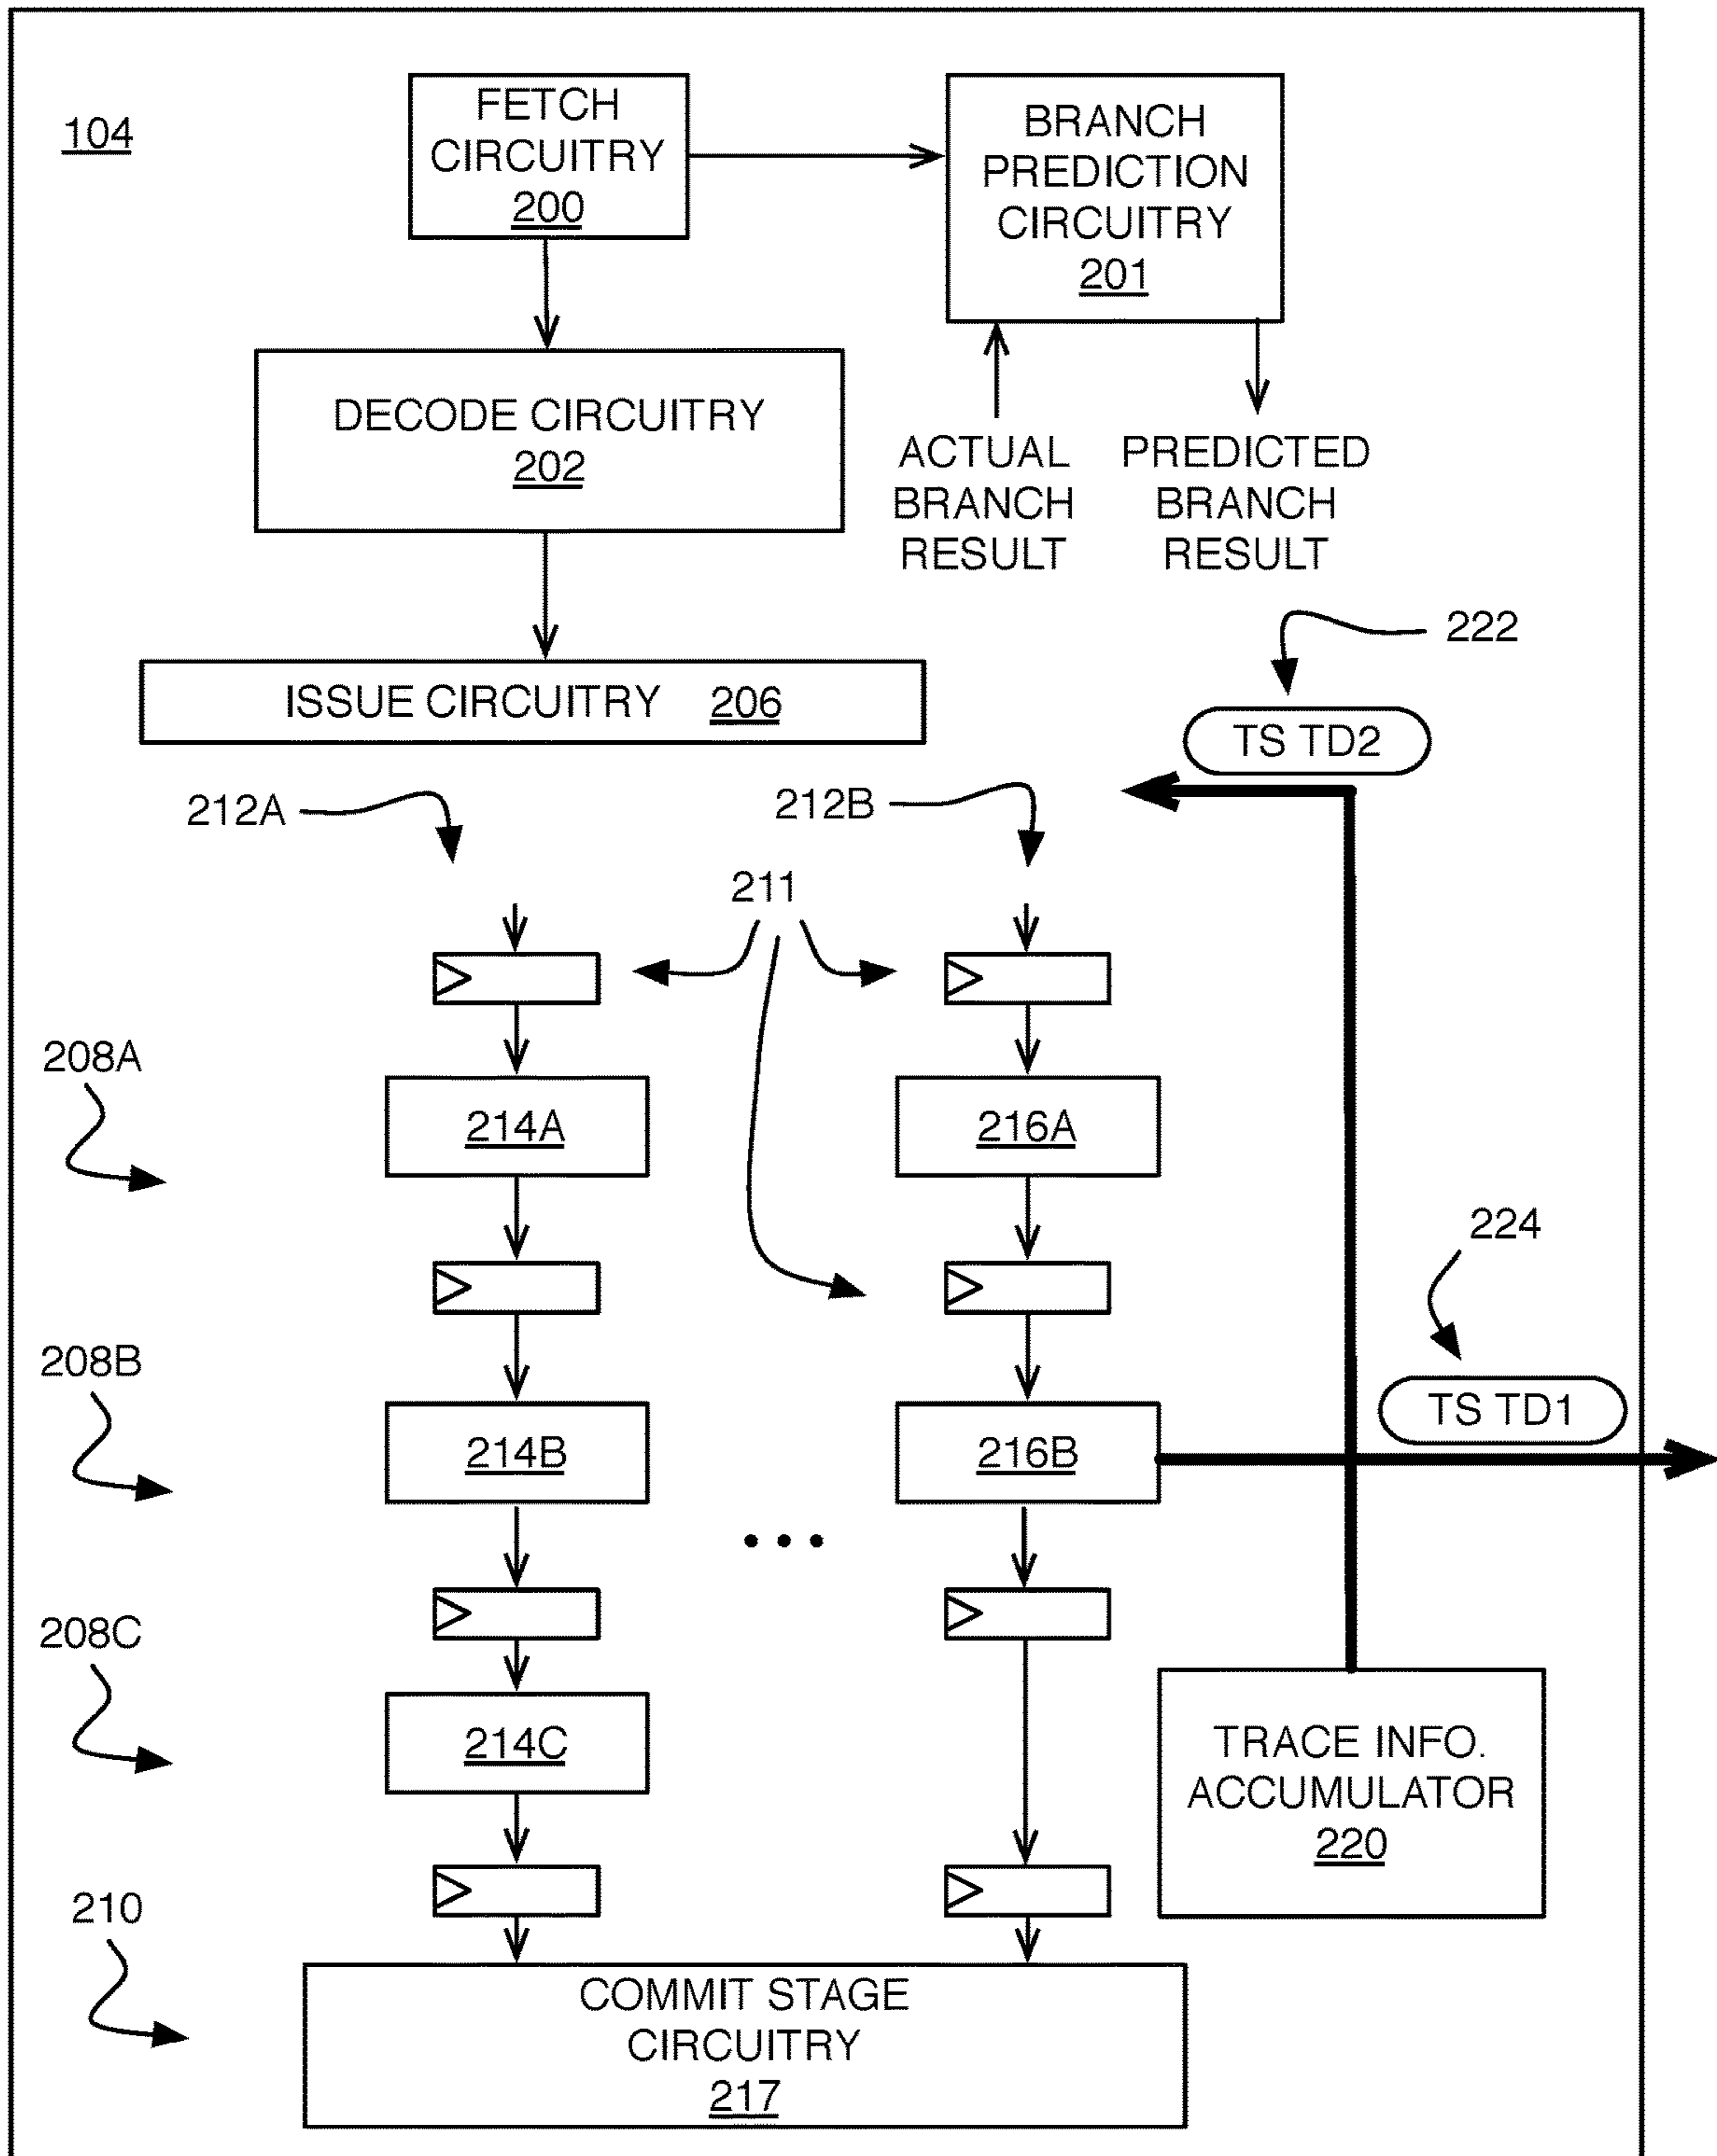 104
FETCH
CIRCUITRY
200
BRANCH
PREDICTION
CIRCUITRY
201
DECODE CIRCUITRY
202
ACTUAL
BRANCH
RESULT
PREDICTED
BRANCH
RESULT
222
ISSUE CIRCUITRY 206
TS TD2
212A
212B
211
208A
214A
216A
224
208B
TS TD1
214B
216B
...
208C
214C
TRACE INFO.
ACCUMULATOR
220
210
COMMIT STAGE
CIRCUITRY
217